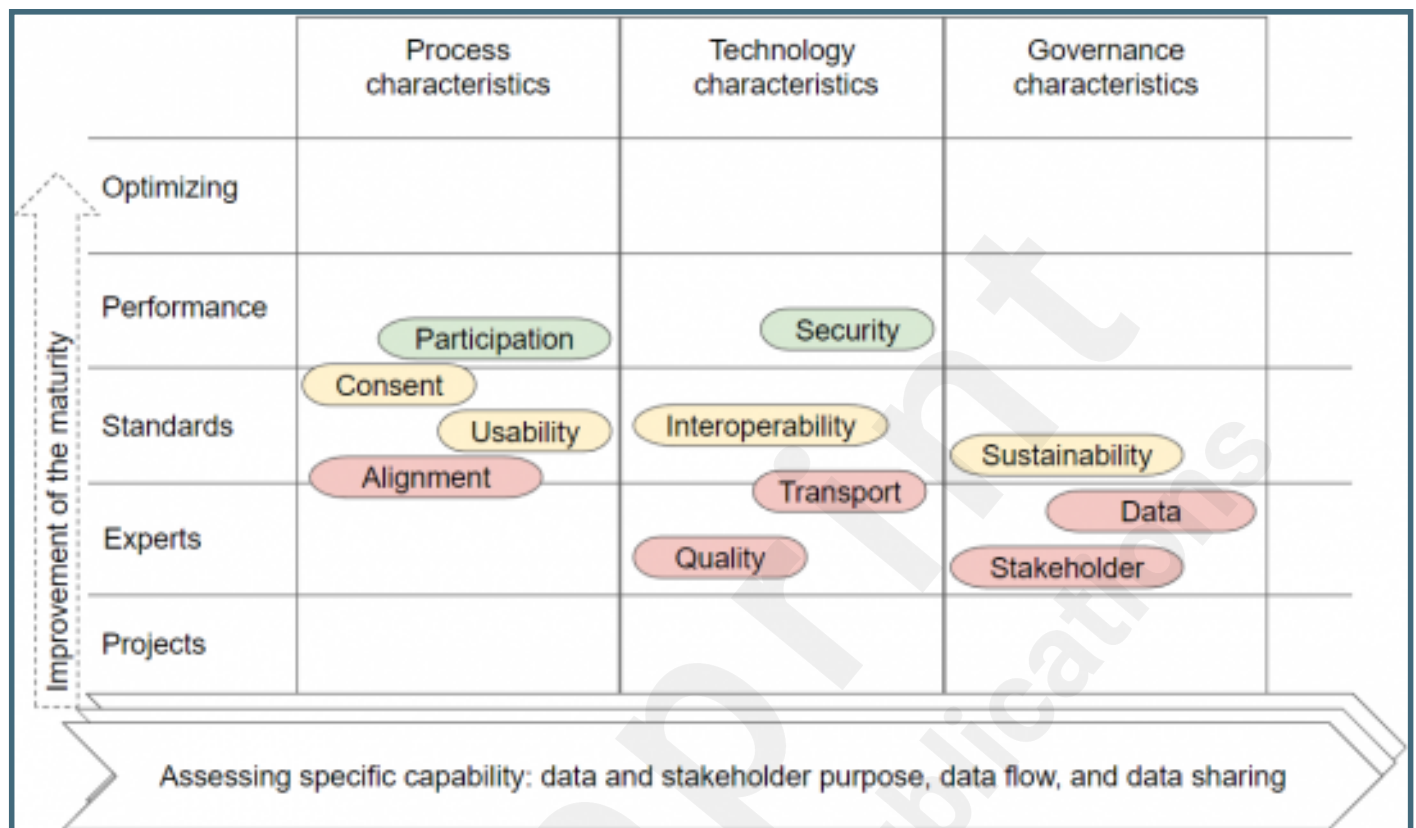 Process
characteristics
Technology
characteristics
Governance
characteristics
Optimizing
Performance
Participation
Security
Consent
Standards
Usability
Interoperability
Sustainability
Alignment
Transport
Data
Experts
Quality
Stakeholder
Projects
Improvement of the maturity
Assessing specific capability: data and stakeholder purpose, data flow, and data sharing